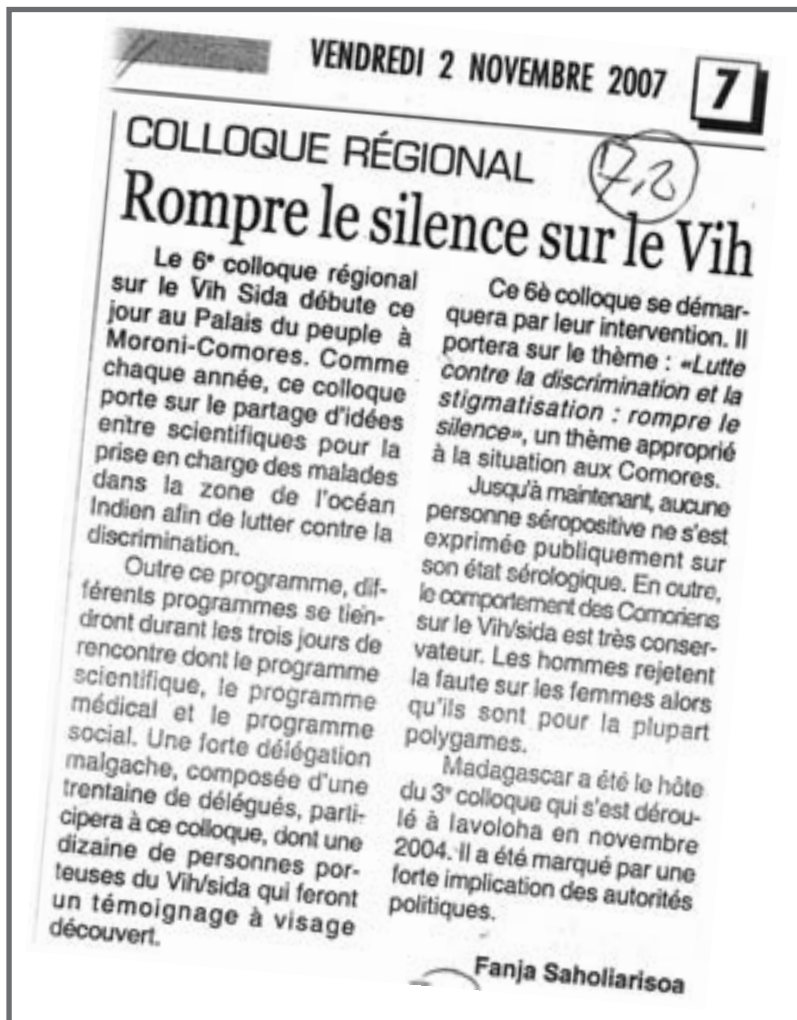 VENDREDI 2 NOVEMBRE 2007 7
COLLOQUE RÉGIONAL
7,2
Rompre le silence sur le Vih
Le 6e colloque régional
sur le Vih Sida débute ce
jour au Palais du peuple à
Moroni-Comores. Comme
chaque année, ce colloque
porte sur le partage d'idées
entre scientifiques pour la
prise en charge des malades
dans la zone de l'océan
Indien afin de lutter contre la
discrimination.
Outre ce programme, dif-
férents programmes se tien-
dront durant les trois jours de
rencontre dont le programme
scientifique, le programme
médical et le programme
social. Une forte délégation
malgache, composée d'une
trentaine de délégués, parti-
cipera à ce colloque, dont une
dizaine de personnes por-
teuses du Vih/sida qui feront
un témoignage à visage
découvert.
Ce 6è colloque se démar-
quera par leur intervention. Il
portera sur le thème : «Lutte
contre la discrimination et la
stigmatisation : rompre le
silence», un thème approprié
à la situation aux Comores.
Jusqu'à maintenant, aucune
personne séropositive ne s'est
exprimée publiquement sur
son état sérologique. En outre,
le comportement des Comoriens
sur le Vih/sida est très conser-
vateur. Les hommes rejetent
la faute sur les femmes alors
qu'ils sont pour la plupart
polygames.
Madagascar a été le hôte
du 3e colloque qui s'est dérou-
lé à Iavoloha en novembre
2004. Il a été marqué par une
forte implication des autorités
politiques.
Fanja Saholiarisoa